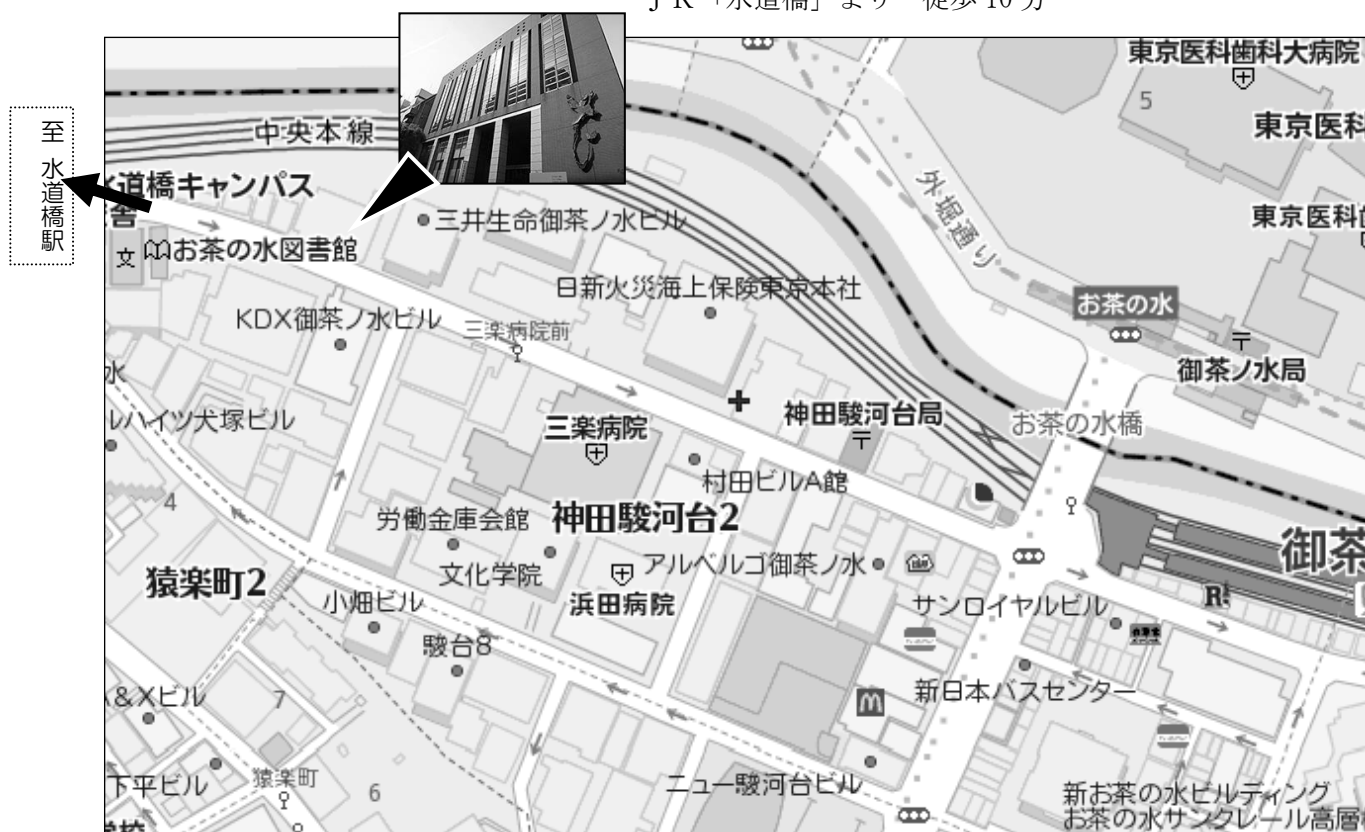 ＪＲ「水道橋」より 徒歩 10 分
東京医科歯科大病院
5
東京医科
中央本線
至 水道橋駅
道橋キャンパス
舎
外堀通り
東京医科歯
三井生命御茶ノ水ビル
文
お茶の水図書館
日新火災海上保険東京本社
お茶の水
KDX御茶ノ水ビル
三楽病院前
御茶ノ水局
水
ルハイツ犬塚ビル
三楽病院
神田駿河台局
お茶の水橋
村田ビルA館
4
労働金庫会館
神田駿河台2
御茶
文化学院
アルベルゴ御茶ノ水
猿楽町2
小畑ビル
浜田病院
サンロイヤルビル
R
駿台8
&Xビル
7
新日本バスセンター
下平ビル
猿楽町
6
ニュー駿河台ビル
新お茶の水ビルディング
お茶の水サンクレール高層
学校